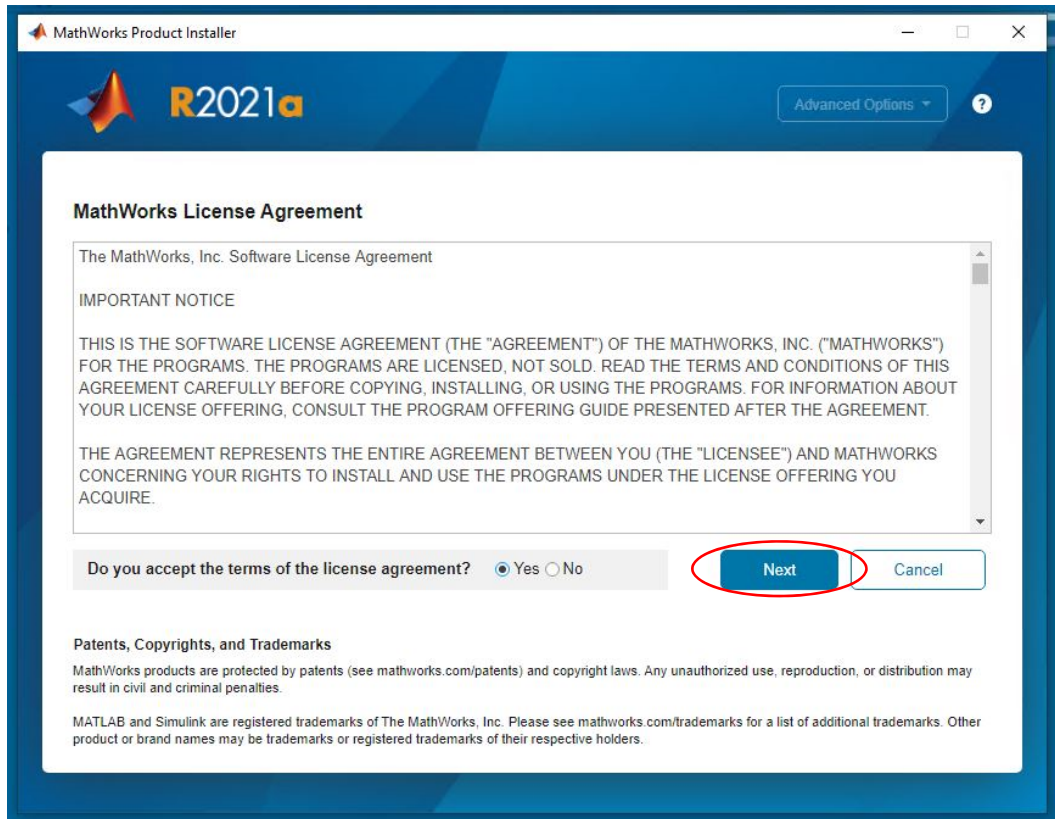 MathWorks Product Installer
R2021a
Advanced Options
?
MathWorks License Agreement
The MathWorks, Inc. Software License Agreement
IMPORTANT NOTICE
THIS IS THE SOFTWARE LICENSE AGREEMENT (THE "AGREEMENT") OF THE MATHWORKS, INC. ("MATHWORKS")
FOR THE PROGRAMS. THE PROGRAMS ARE LICENSED, NOT SOLD. READ THE TERMS AND CONDITIONS OF THIS
AGREEMENT CAREFULLY BEFORE COPYING, INSTALLING, OR USING THE PROGRAMS. FOR INFORMATION ABOUT
YOUR LICENSE OFFERING, CONSULT THE PROGRAM OFFERING GUIDE PRESENTED AFTER THE AGREEMENT.
THE AGREEMENT REPRESENTS THE ENTIRE AGREEMENT BETWEEN YOU (THE "LICENSEE") AND MATHWORKS
CONCERNING YOUR RIGHTS TO INSTALL AND USE THE PROGRAMS UNDER THE LICENSE OFFERING YOU
ACQUIRE.
Do you accept the terms of the license agreement? Yes No
Next
Cancel
Patents, Copyrights, and Trademarks
MathWorks products are protected by patents (see mathworks.com/patents) and copyright laws. Any unauthorized use, reproduction, or distribution may
result in civil and criminal penalties.
MATLAB and Simulink are registered trademarks of The MathWorks, Inc. Please see mathworks.com/trademarks for a list of additional trademarks. Other
product or brand names may be trademarks or registered trademarks of their respective holders.